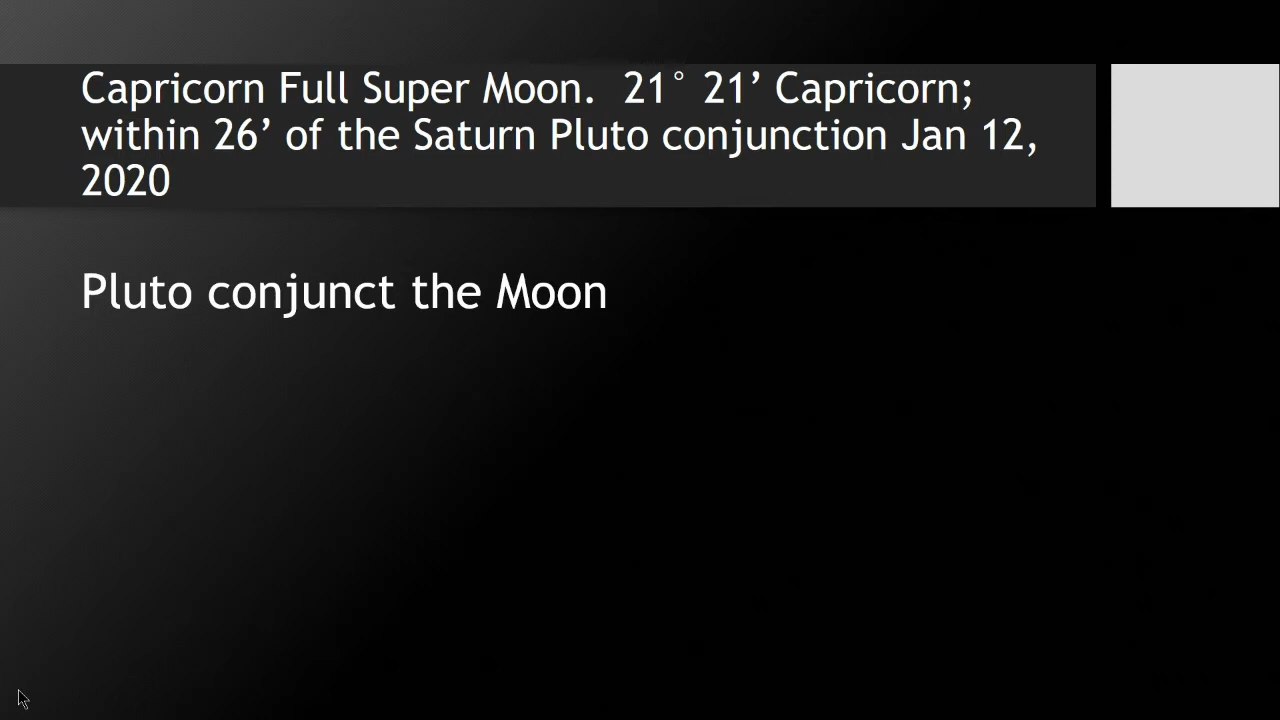 Capricorn Full Super Moon.  21° 21’ Capricorn;
within 26’ of the Saturn Pluto conjunction Jan 12,
2020
Pluto conjunct the Moon